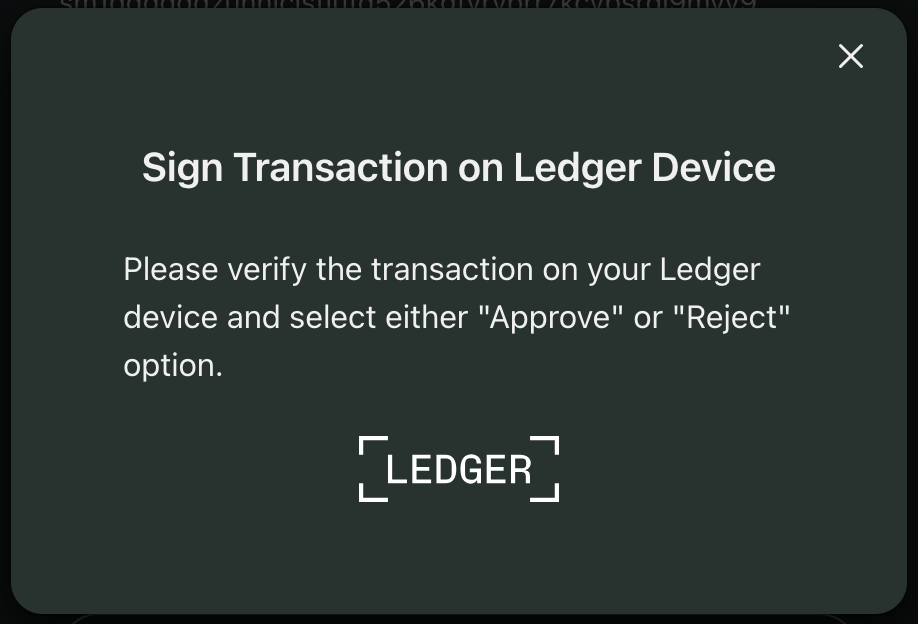 Sign Transaction on Ledger Device
Please verify the transaction on your Ledger
device and select either "Approve" or "Reject"
option.
LEDGER